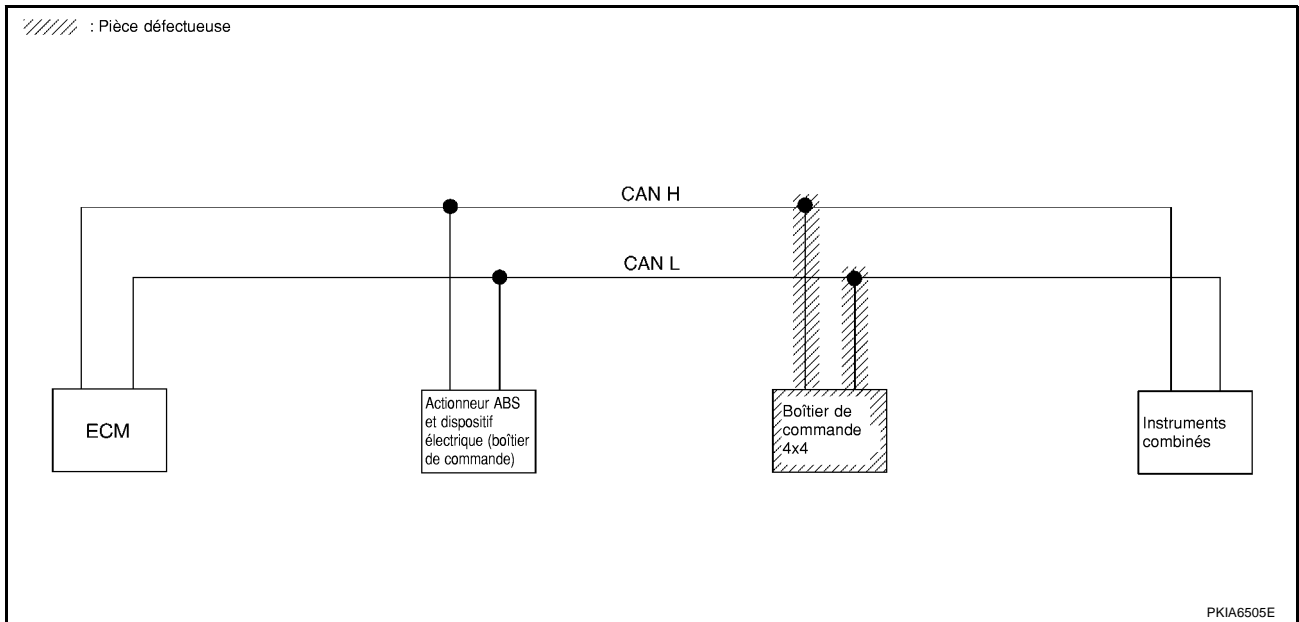 : Pièce défectueuse
CAN H
CAN L
ECM
Actionneur ABS
et dispositif
électrique (boîtier
de commande)
Boîtier de
commande
4x4
Instruments
combinés
PKIA6505E